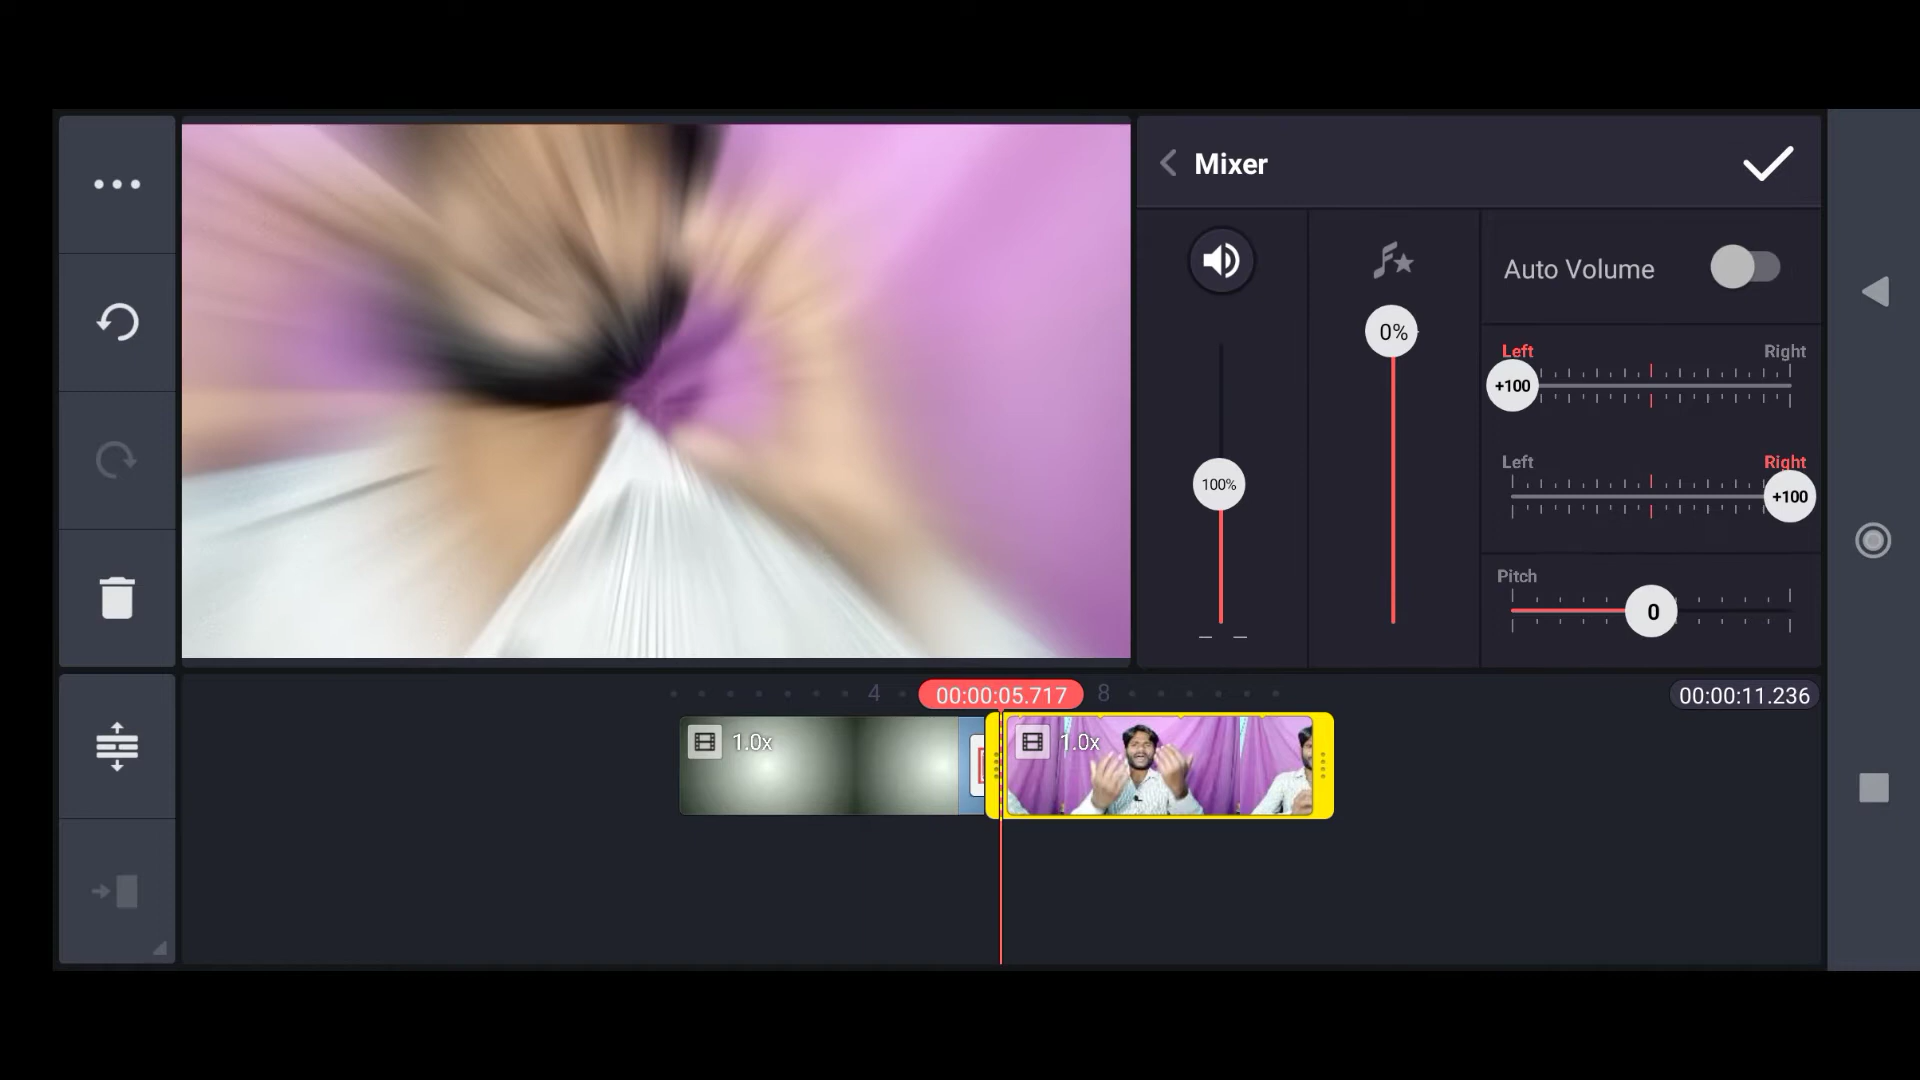 Mixer
Auto Volume
0%
Left
Right
+100
100%
Left
Right
+100
Pitch
0
4
00:00:05.717
8
00:00:11.236
1.0x
1.0x